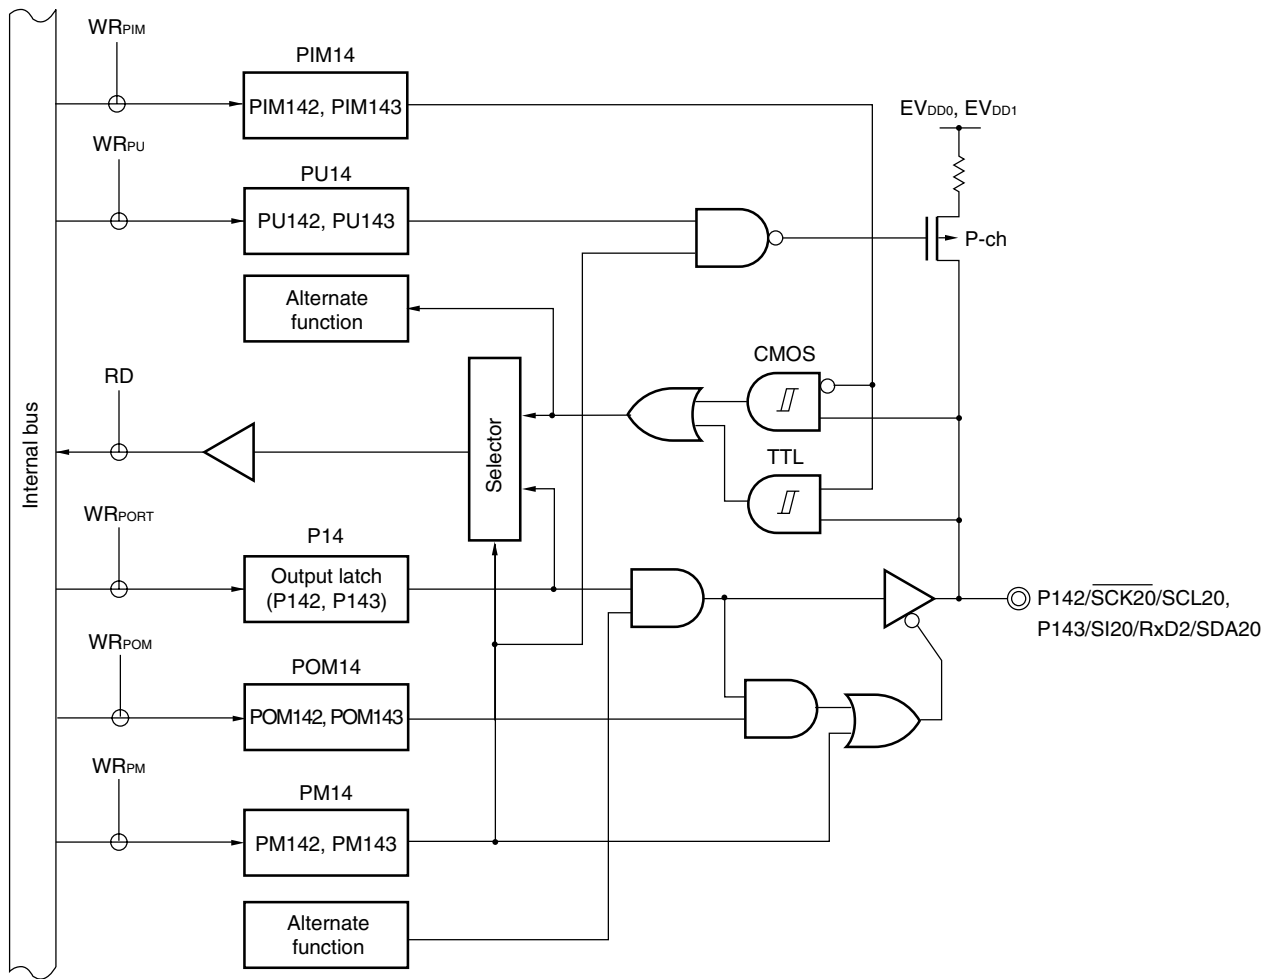 WRPIM
PIM14
PIM142, PIM143
EVDD0, EVDD1
WRPU
PU14
PU142, PU143
P-ch
Alternate
function
CMOS
RD
Internal bus
Selector
TTL
WRPORT
P14
Output latch
(P142, P143)
P142/SCK20/SCL20,
P143/SI20/RxD2/SDA20
WRPOM
POM14
POM142, POM143
WRPM
PM14
PM142, PM143
Alternate
function